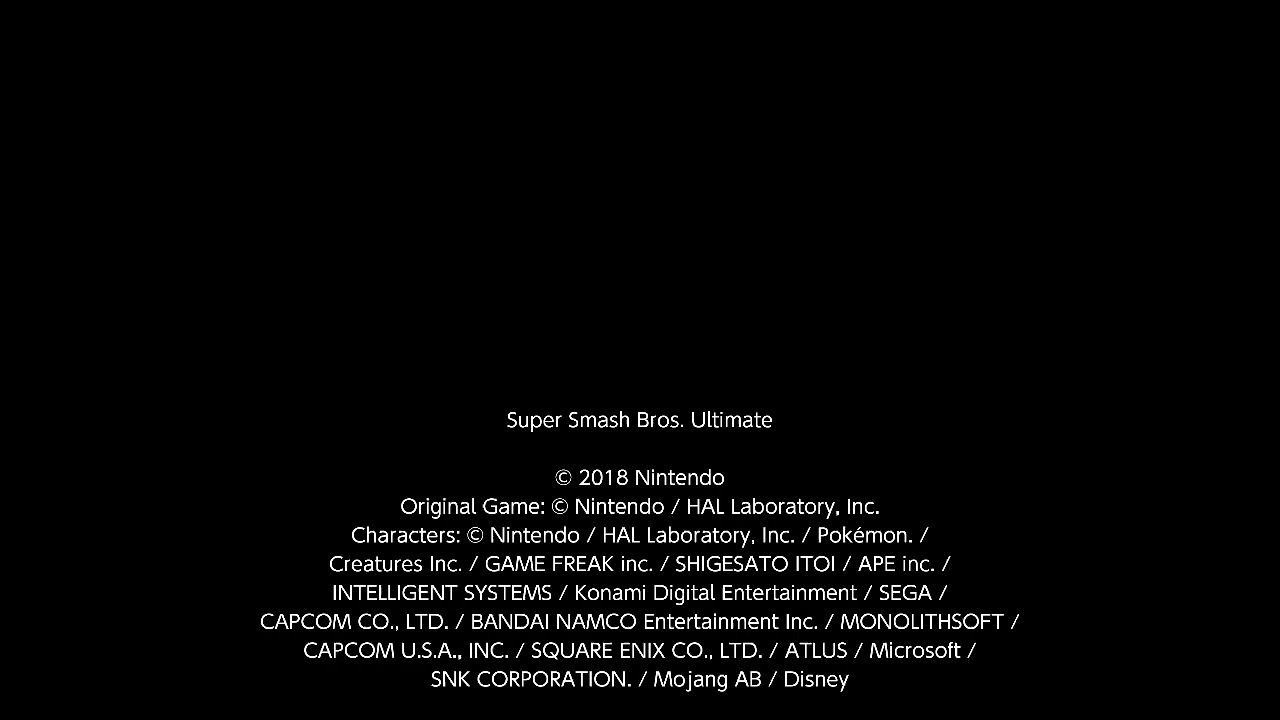 Super Smash Bros. Ultimate
© 2018 Nintendo
Original Game: © Nintendo / HAL Laboratory, Inc.
Characters: © Nintendo / HAL Laboratory, Inc. / Pokémon. /
Creatures Inc. / GAME FREAK inc. / SHIGESATO ITOI / APE inc. /
INTELLIGENT SYSTEMS / Konami Digital Entertainment / SEGA /
CAPCOM CO., LTD. / BANDAI NAMCO Entertainment Inc. / MONOLITHSOFT /
CAPCOM U.S.A., INC. / SQUARE ENIX CO., LTD. / ATLUS / Microsoft /
SNK CORPORATION. / Mojang AB / Disney